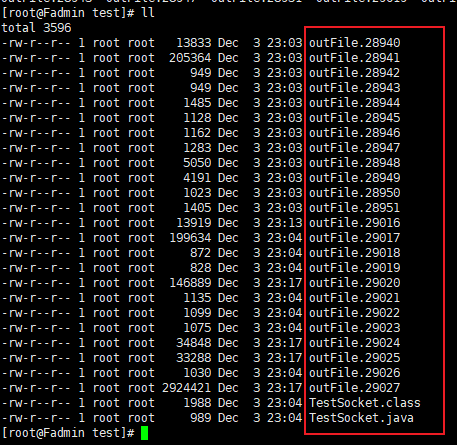 [root@Fadmin test]# ll
total 3596
-rw-r--r-- 1 root root   13833 Dec  3 23:03 outFile.28940
-rw-r--r-- 1 root root  205364 Dec  3 23:03 outFile.28941
-rw-r--r-- 1 root root     949 Dec  3 23:03 outFile.28942
-rw-r--r-- 1 root root     949 Dec  3 23:03 outFile.28943
-rw-r--r-- 1 root root    1485 Dec  3 23:03 outFile.28944
-rw-r--r-- 1 root root    1128 Dec  3 23:03 outFile.28945
-rw-r--r-- 1 root root    1162 Dec  3 23:03 outFile.28946
-rw-r--r-- 1 root root    1283 Dec  3 23:03 outFile.28947
-rw-r--r-- 1 root root    5050 Dec  3 23:03 outFile.28948
-rw-r--r-- 1 root root    4191 Dec  3 23:03 outFile.28949
-rw-r--r-- 1 root root    1023 Dec  3 23:03 outFile.28950
-rw-r--r-- 1 root root    1405 Dec  3 23:03 outFile.28951
-rw-r--r-- 1 root root   13919 Dec  3 23:13 outFile.29016
-rw-r--r-- 1 root root  199634 Dec  3 23:04 outFile.29017
-rw-r--r-- 1 root root     872 Dec  3 23:04 outFile.29018
-rw-r--r-- 1 root root     828 Dec  3 23:04 outFile.29019
-rw-r--r-- 1 root root  146889 Dec  3 23:17 outFile.29020
-rw-r--r-- 1 root root    1135 Dec  3 23:04 outFile.29021
-rw-r--r-- 1 root root    1099 Dec  3 23:04 outFile.29022
-rw-r--r-- 1 root root    1075 Dec  3 23:04 outFile.29023
-rw-r--r-- 1 root root   34848 Dec  3 23:17 outFile.29024
-rw-r--r-- 1 root root   33288 Dec  3 23:17 outFile.29025
-rw-r--r-- 1 root root    1030 Dec  3 23:04 outFile.29026
-rw-r--r-- 1 root root 2924421 Dec  3 23:17 outFile.29027
-rw-r--r-- 1 root root    1988 Dec  3 23:04 TestSocket.class
-rw-r--r-- 1 root root     989 Dec  3 23:04 TestSocket.java
[root@Fadmin test]#